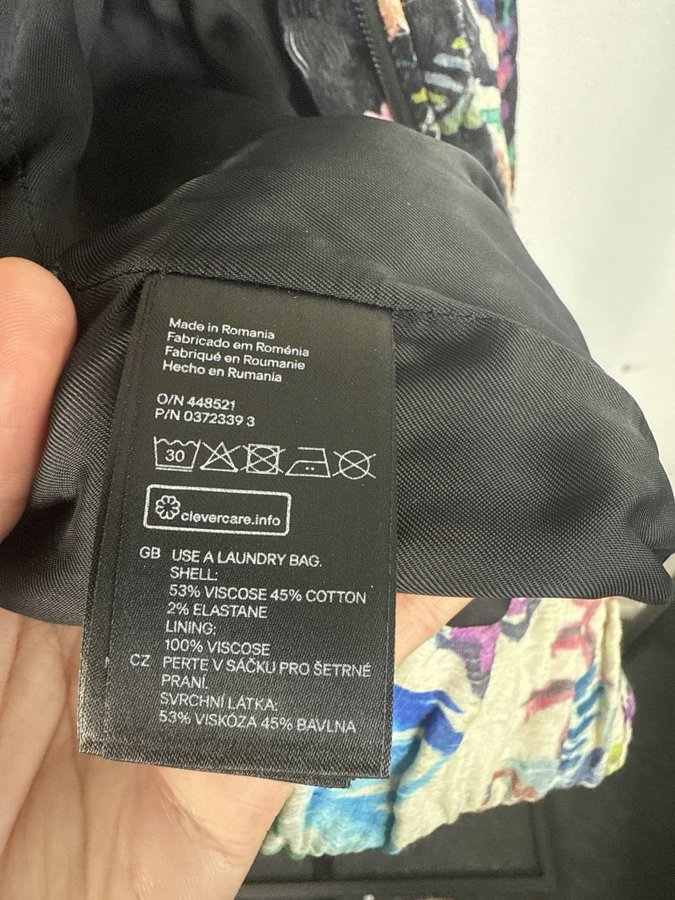 Made in Romania
Fabricado em Roménia
Fabriqué en Roumanie
Hecho en Rumanía
O/N 448521
P/N 0372339 3
30
clevercare.info
GB USE A LAUNDRY BAG.
SHELL:
53% VISCOSE 45% COTTON
2% ELASTANE
LINING:
100% VISCOSE
CZ PERTE V SÁČKU PRO ŠETRNÉ
PRANÍ.
SVRCHNÍ LÁTKA:
53% VISKÓZA 45% BAVLNA